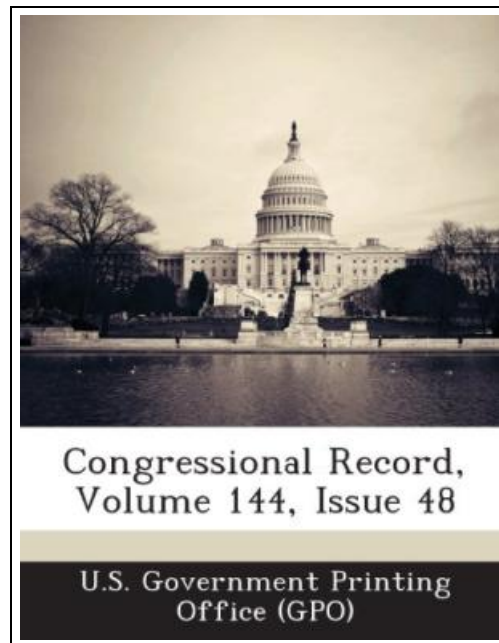 Congressional Record,
Volume 144, Issue 48
U.S. Government Printing
Office (GPO)